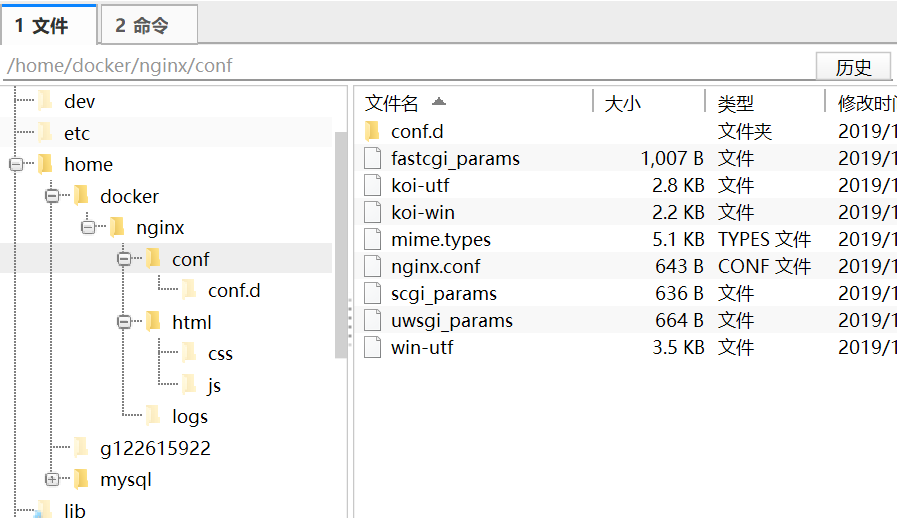 1 文件
2 命令
/home/docker/nginx/conf
历史
dev
etc
home
docker
nginx
conf
conf.d
html
css
js
logs
g122615922
mysql
lib
文件名 大小 类型 修改时间
conf.d 文件夹 2019/1
fastcgi_params 1,007 B 文件 2019/1
koi-utf 2.8 KB 文件 2019/1
koi-win 2.2 KB 文件 2019/1
mime.types 5.1 KB TYPES 文件 2019/1
nginx.conf 643 B CONF 文件 2019/1
scgi_params 636 B 文件 2019/1
uwsgi_params 664 B 文件 2019/1
win-utf 3.5 KB 文件 2019/1